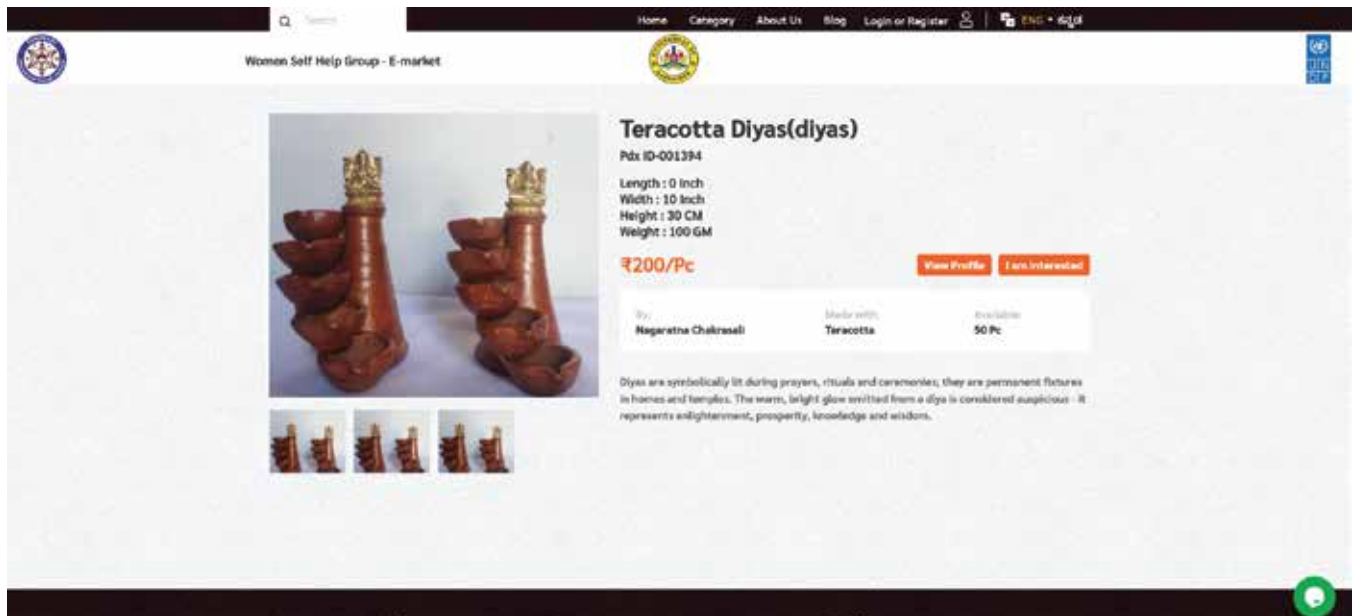 Search
Home Category About Us Blog Login or Register ENG • ಕನ್ನಡ
Women Self Help Group - E-market
UN
DP
Teracotta Diyas(diyas)
Pdx ID-001394
Length : 0 Inch
Width : 10 Inch
Height : 30 CM
Weight : 100 GM
₹200/Pc
View Profile I am Interested
By: Made with: Available:
Nagaratna Chakrasali Teracotta 50 Pc
Diyas are symbolically lit during prayers, rituals and ceremonies; they are permanent fixtures
in homes and temples. The warm, bright glow emitted from a diya is considered auspicious - it
represents enlightenment, prosperity, knowledge and wisdom.